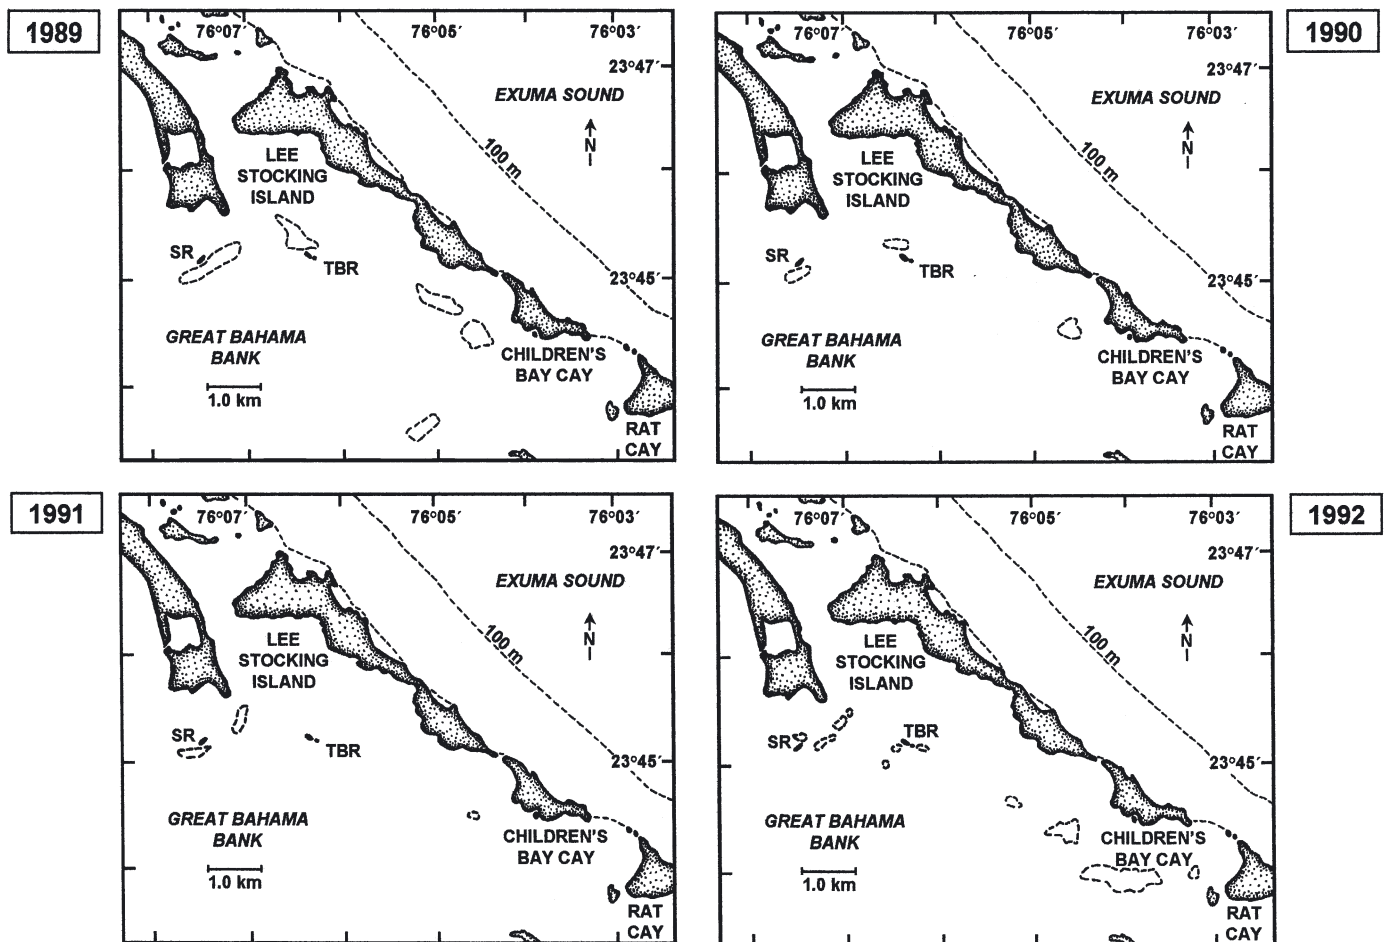 1989
76°07′ 76°05′ 76°03′
23°47′
EXUMA SOUND
N
100 m
LEE
STOCKING
ISLAND
SR
TBR
23°45′
GREAT BAHAMA
BANK
1.0 km
CHILDREN'S
BAY CAY
RAT
CAY
1990
76°07′ 76°05′ 76°03′
23°47′
EXUMA SOUND
N
100 m
LEE
STOCKING
ISLAND
SR
TBR
23°45′
GREAT BAHAMA
BANK
1.0 km
CHILDREN'S
BAY CAY
RAT
CAY
1991
76°07′ 76°05′ 76°03′
23°47′
EXUMA SOUND
N
100 m
LEE
STOCKING
ISLAND
SR
TBR
23°45′
GREAT BAHAMA
BANK
1.0 km
CHILDREN'S
BAY CAY
RAT
CAY
1992
76°07′ 76°05′ 76°03′
23°47′
EXUMA SOUND
N
100 m
LEE
STOCKING
ISLAND
SR
TBR
23°45′
GREAT BAHAMA
BANK
1.0 km
CHILDREN'S
BAY CAY
RAT
CAY